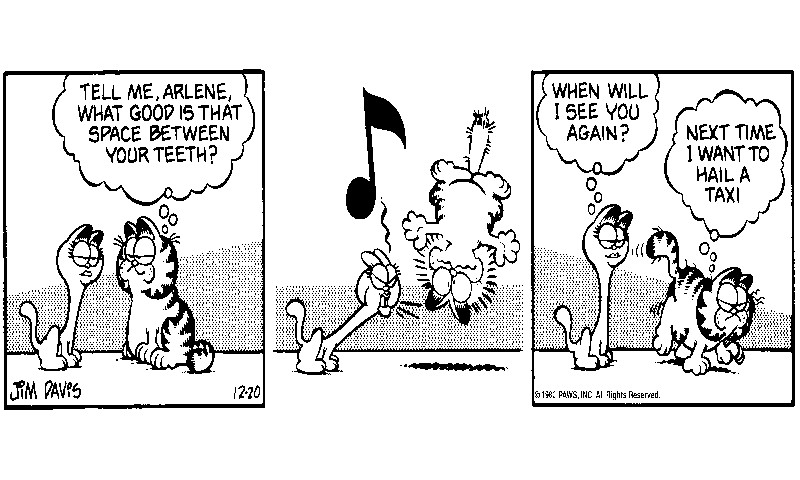 TELL ME, ARLENE,
WHAT GOOD IS THAT
SPACE BETWEEN
YOUR TEETH?
JIM DAVIS
12-20
WHEN WILL
I SEE YOU
AGAIN?
NEXT TIME
I WANT TO
HAIL A
TAXI
© 1982 PAWS, INC. All Rights Reserved.